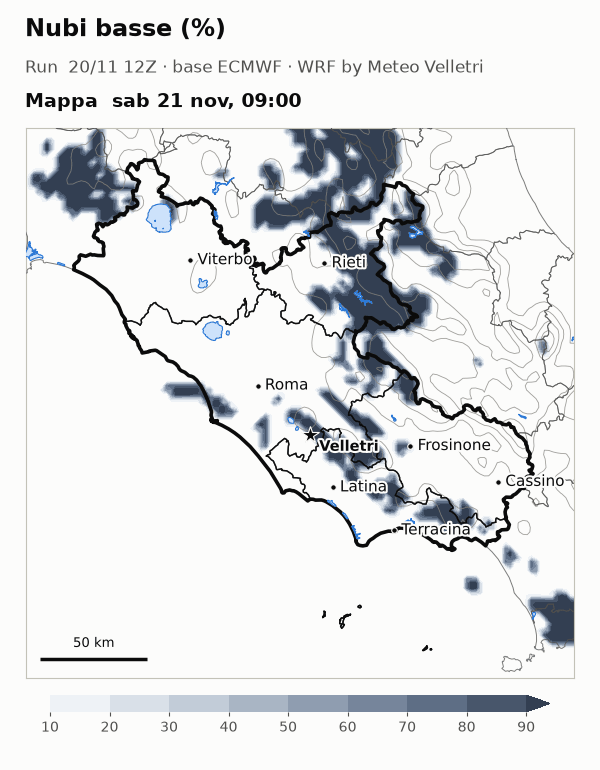 Nubi basse (%)
Run  20/11 12Z · base ECMWF · WRF by Meteo Velletri
Mappa  sab 21 nov, 09:00
Viterbo
Rieti
Roma
Velletri
Frosinone
Latina
Cassino
Terracina
50 km
10 20 30 40 50 60 70 80 90